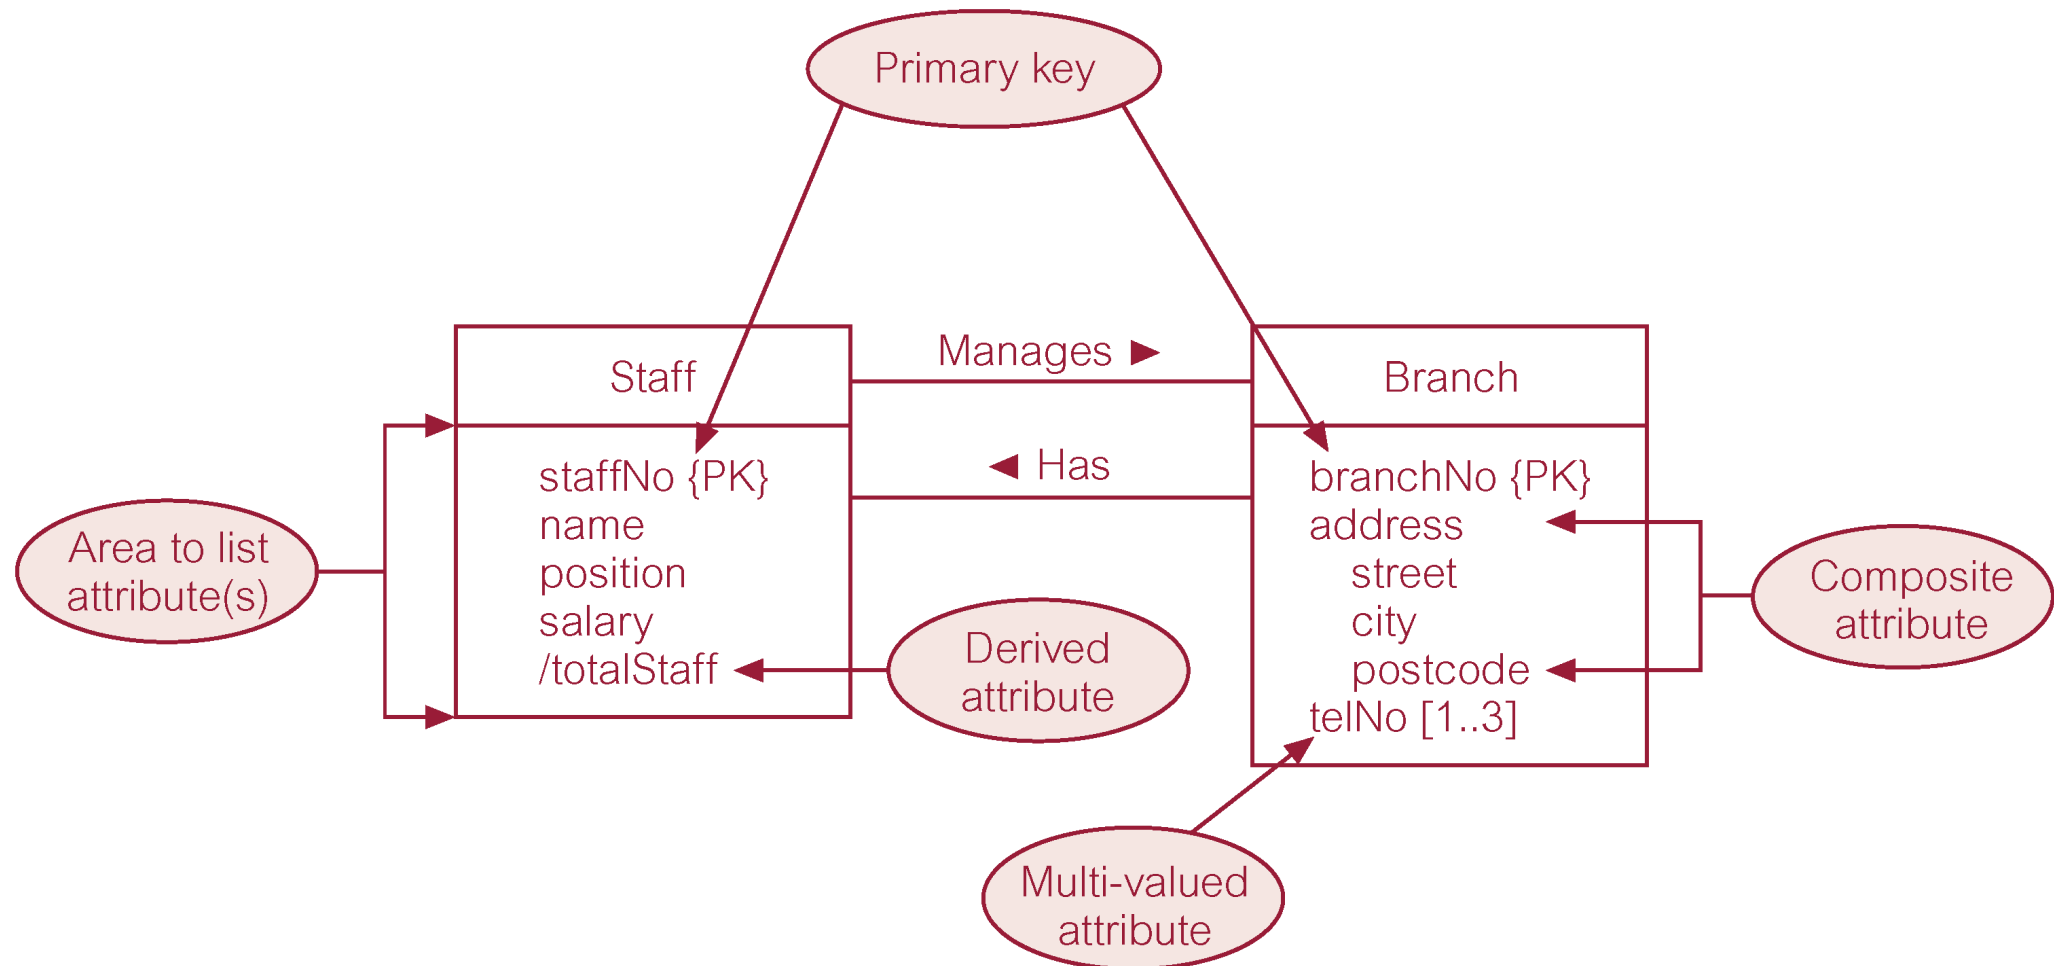 Primary key
Staff
Manages ►
Branch
◄ Has
staffNo {PK}
name
position
salary
/totalStaff
branchNo {PK}
address
street
city
postcode
telNo [1..3]
Area to list
attribute(s)
Derived
attribute
Composite
attribute
Multi-valued
attribute